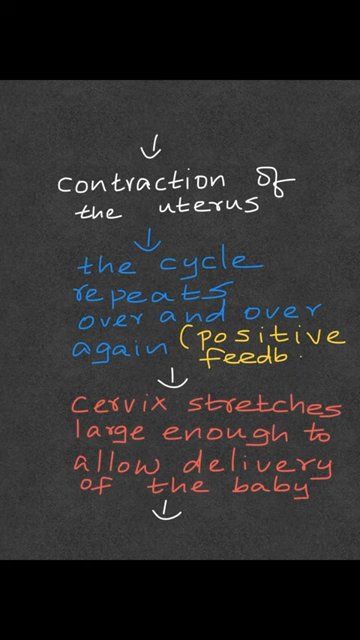 contraction of
the uterus
the cycle
repeats
over and over
again (positive
feedb
cervix stretches
large enough to
allow delivery
of the baby